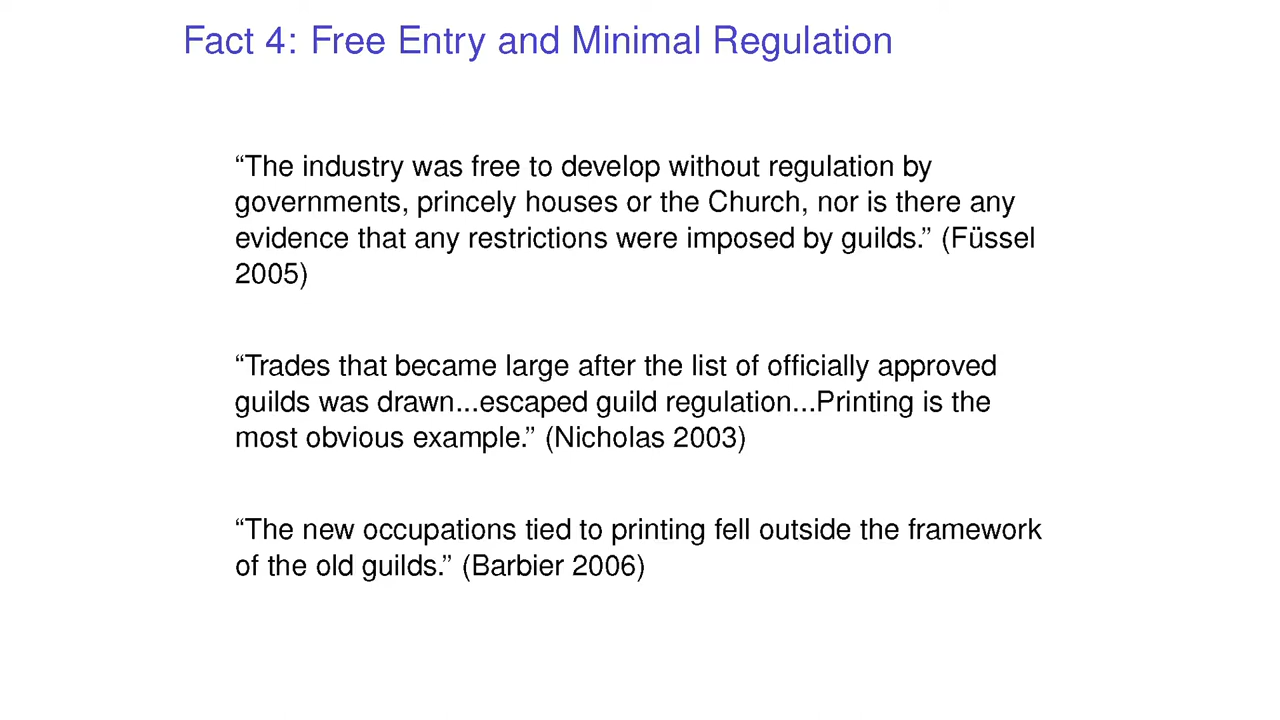 Fact 4: Free Entry and Minimal Regulation
“The industry was free to develop without regulation by
governments, princely houses or the Church, nor is there any
evidence that any restrictions were imposed by guilds.” (Füssel
2005)
“Trades that became large after the list of officially approved
guilds was drawn...escaped guild regulation...Printing is the
most obvious example.” (Nicholas 2003)
“The new occupations tied to printing fell outside the framework
of the old guilds.” (Barbier 2006)